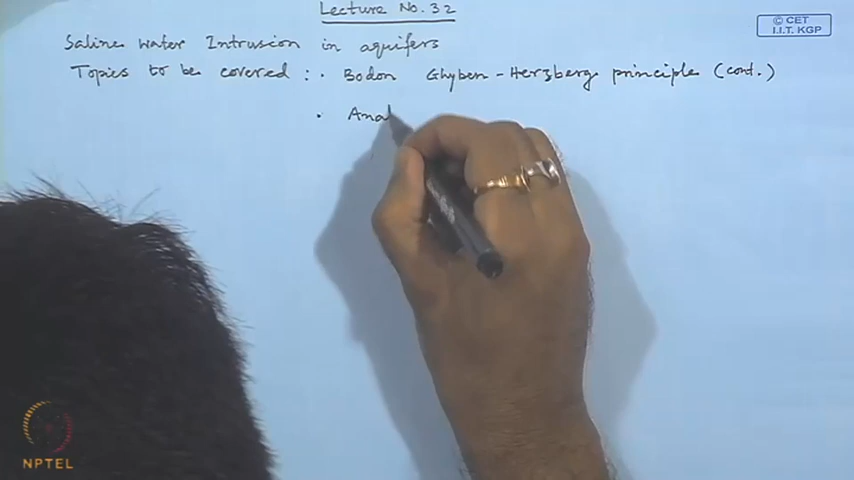 Lecture No. 32
© CET
I.I.T. KGP
Saline water Intrusion in aquifers
Topics to be covered : · Bodon Ghyben - Herzberg principle (cont.)
· Anal
NPTEL